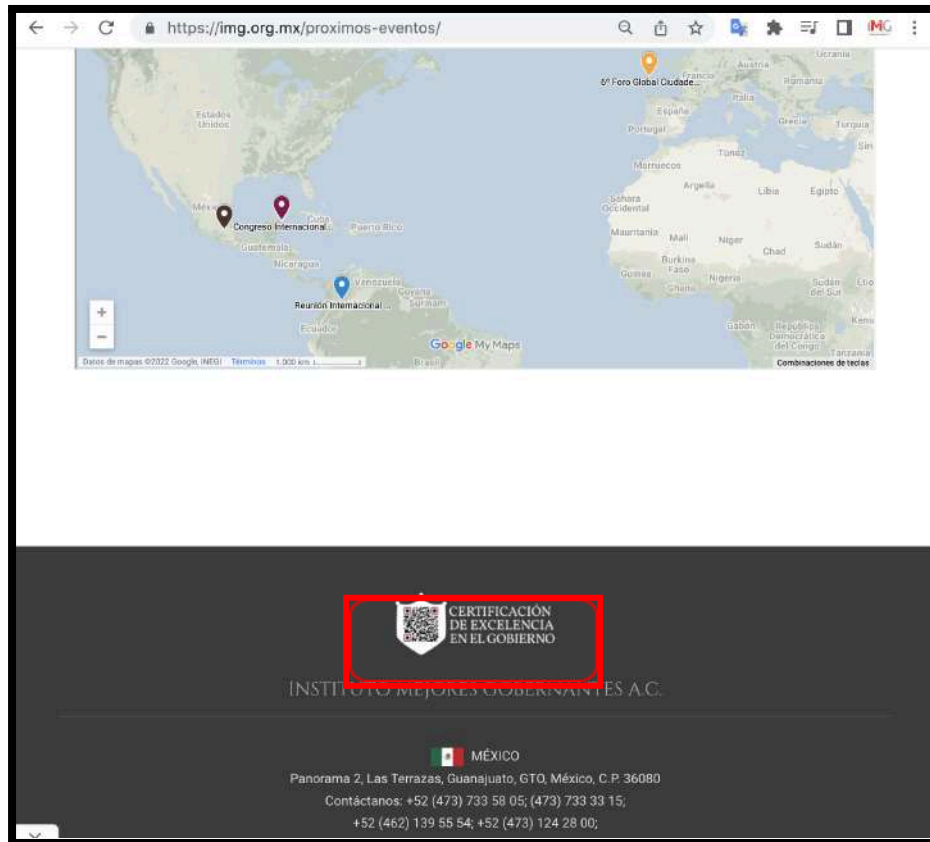 https://img.org.mx/proximos-eventos/
Ucrania
Austria
6º Foro Global Ciudade...
Francia
Rumania
Italia
Estados
Unidos
España
Grecia
Turquía
Portugal
Túnez
Siri
Marruecos
Argelia
Libia
Egipto
Sahara
Occidental
México
Cuba
Congreso Internacional...
Puerto Rico
Mauritania
Malí
Níger
Chad
Sudán
Guatemala
Nicaragua
Burkina
Faso
Guinea
Nigeria
Ghana
Sudán
del Sur
Etio
Venezuela
Guyana
Surinam
Reunión Internacional ...
+
−
Ecuador
Gabón
República
Democrática
del Congo
Keni
Tanzania
Google My Maps
Datos de mapas ©2022 Google, INEGI Términos 1.000 km
Brasil
Combinaciones de teclas
CERTIFICACIÓN
DE EXCELENCIA
EN EL GOBIERNO
INSTITUTO MEJORES GOBERNANTES A.C.
MÉXICO
Panorama 2, Las Terrazas, Guanajuato, GTO, México, C.P. 36080
Contáctanos: +52 (473) 733 58 05; (473) 733 33 15;
+52 (462) 139 55 54; +52 (473) 124 28 00;